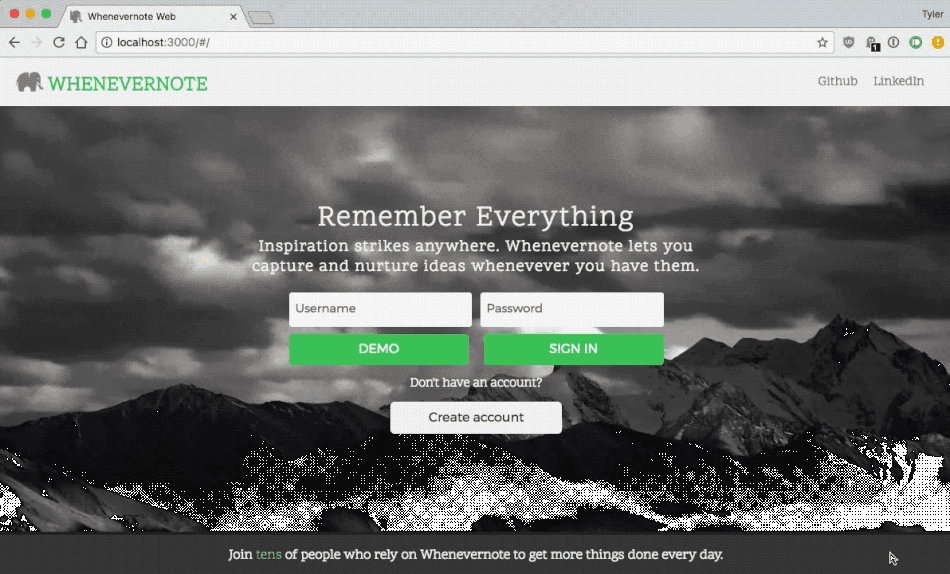 Whenevernote Web
Tyler
localhost:3000/#/
1
WHENEVERNOTE
Github
LinkedIn
Remember Everything
Inspiration strikes anywhere. Whenevernote lets you
capture and nurture ideas whenevever you have them.
Username
Password
DEMO
SIGN IN
Don't have an account?
Create account
Join tens of people who rely on Whenevernote to get more things done every day.